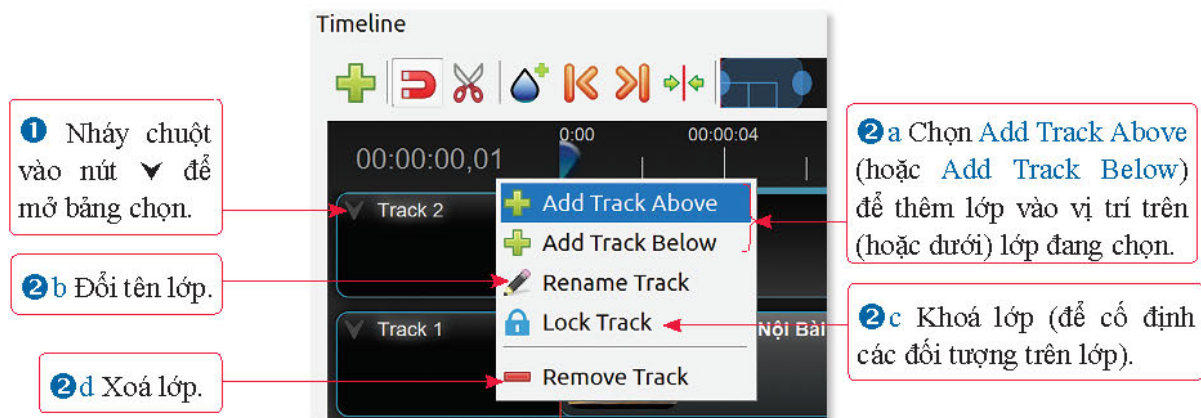 Timeline
0:00 00:00:04
00:00:00,01
❶ Nháy chuột
vào nút ⌄ để
mở bảng chọn.
❷b Đổi tên lớp.
❷d Xoá lớp.
Track 2
Track 1
Add Track Above
Add Track Below
Rename Track
Lock Track
Remove Track
Nội Bài
❷a Chọn Add Track Above
(hoặc Add Track Below)
để thêm lớp vào vị trí trên
(hoặc dưới) lớp đang chọn.
❷c Khoá lớp (để cố định
các đối tượng trên lớp).